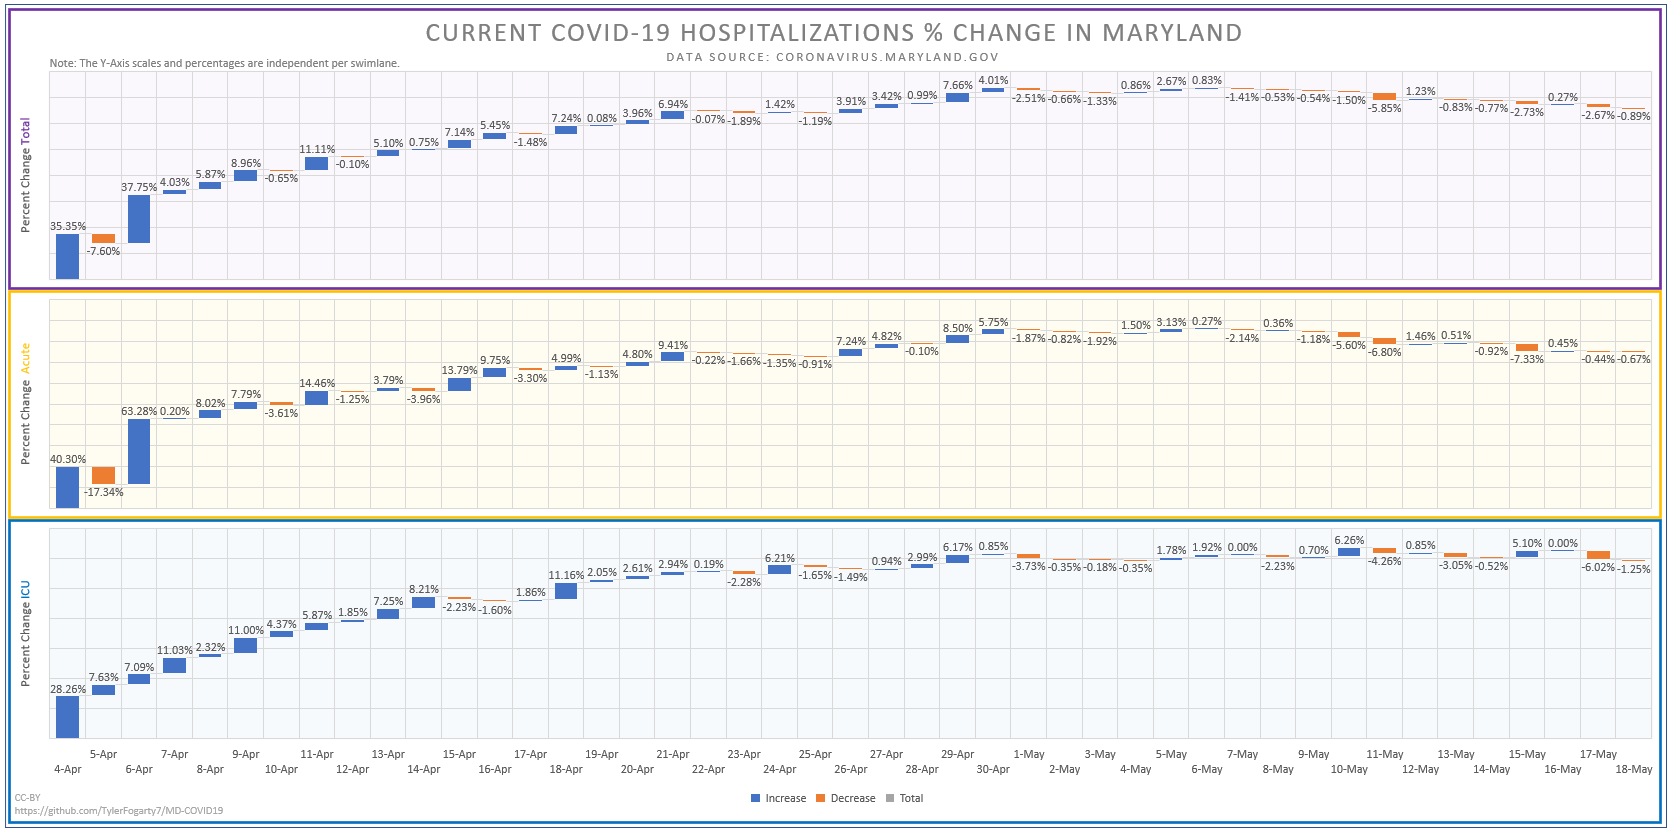 CURRENT COVID-19 HOSPITALIZATIONS % CHANGE IN MARYLAND
DATA SOURCE: CORONAVIRUS.MARYLAND.GOV
Note: The Y-Axis scales and percentages are independent per swimlane.
Percent Change Total
35.35% -7.60% 37.75% 4.03% 5.87% 8.96% -0.65% 11.11% -0.10% 5.10% 0.75% 7.14% 5.45% -1.48% 7.24% 0.08% 3.96% 6.94% -0.07% -1.89% 1.42% -1.19% 3.91% 3.42% 0.99% 7.66% 4.01% -2.51% -0.66% -1.33% 0.86% 2.67% 0.83% -1.41% -0.53% -0.54% -1.50% -5.85% 1.23% -0.83% -0.77% -2.73% 0.27% -2.67% -0.89%
Percent Change Acute
40.30% -17.34% 63.28% 0.20% 8.02% 7.79% -3.61% 14.46% -1.25% 3.79% -3.96% 13.79% 9.75% -3.30% 4.99% -1.13% 4.80% 9.41% -0.22% -1.66% -1.35% -0.91% 7.24% 4.82% -0.10% 8.50% 5.75% -1.87% -0.82% -1.92% 1.50% 3.13% 0.27% -2.14% 0.36% -1.18% -5.60% -6.80% 1.46% 0.51% -0.92% -7.33% 0.45% -0.44% -0.67%
Percent Change ICU
28.26% 7.63% 7.09% 11.03% 2.32% 11.00% 4.37% 5.87% 1.85% 7.25% 8.21% -2.23% -1.60% 1.86% 11.16% 2.05% 2.61% 2.94% 0.19% -2.28% 6.21% -1.65% -1.49% 0.94% 2.99% 6.17% 0.85% -3.73% -0.35% -0.18% -0.35% 1.78% 1.92% 0.00% -2.23% 0.70% 6.26% -4.26% 0.85% -3.05% -0.52% 5.10% 0.00% -6.02% -1.25%
5-Apr 7-Apr 9-Apr 11-Apr 13-Apr 15-Apr 17-Apr 19-Apr 21-Apr 23-Apr 25-Apr 27-Apr 29-Apr 1-May 3-May 5-May 7-May 9-May 11-May 13-May 15-May 17-May
4-Apr 6-Apr 8-Apr 10-Apr 12-Apr 14-Apr 16-Apr 18-Apr 20-Apr 22-Apr 24-Apr 26-Apr 28-Apr 30-Apr 2-May 4-May 6-May 8-May 10-May 12-May 14-May 16-May 18-May
Increase Decrease Total
CC-BY
https://github.com/TylerFogarty7/MD-COVID19